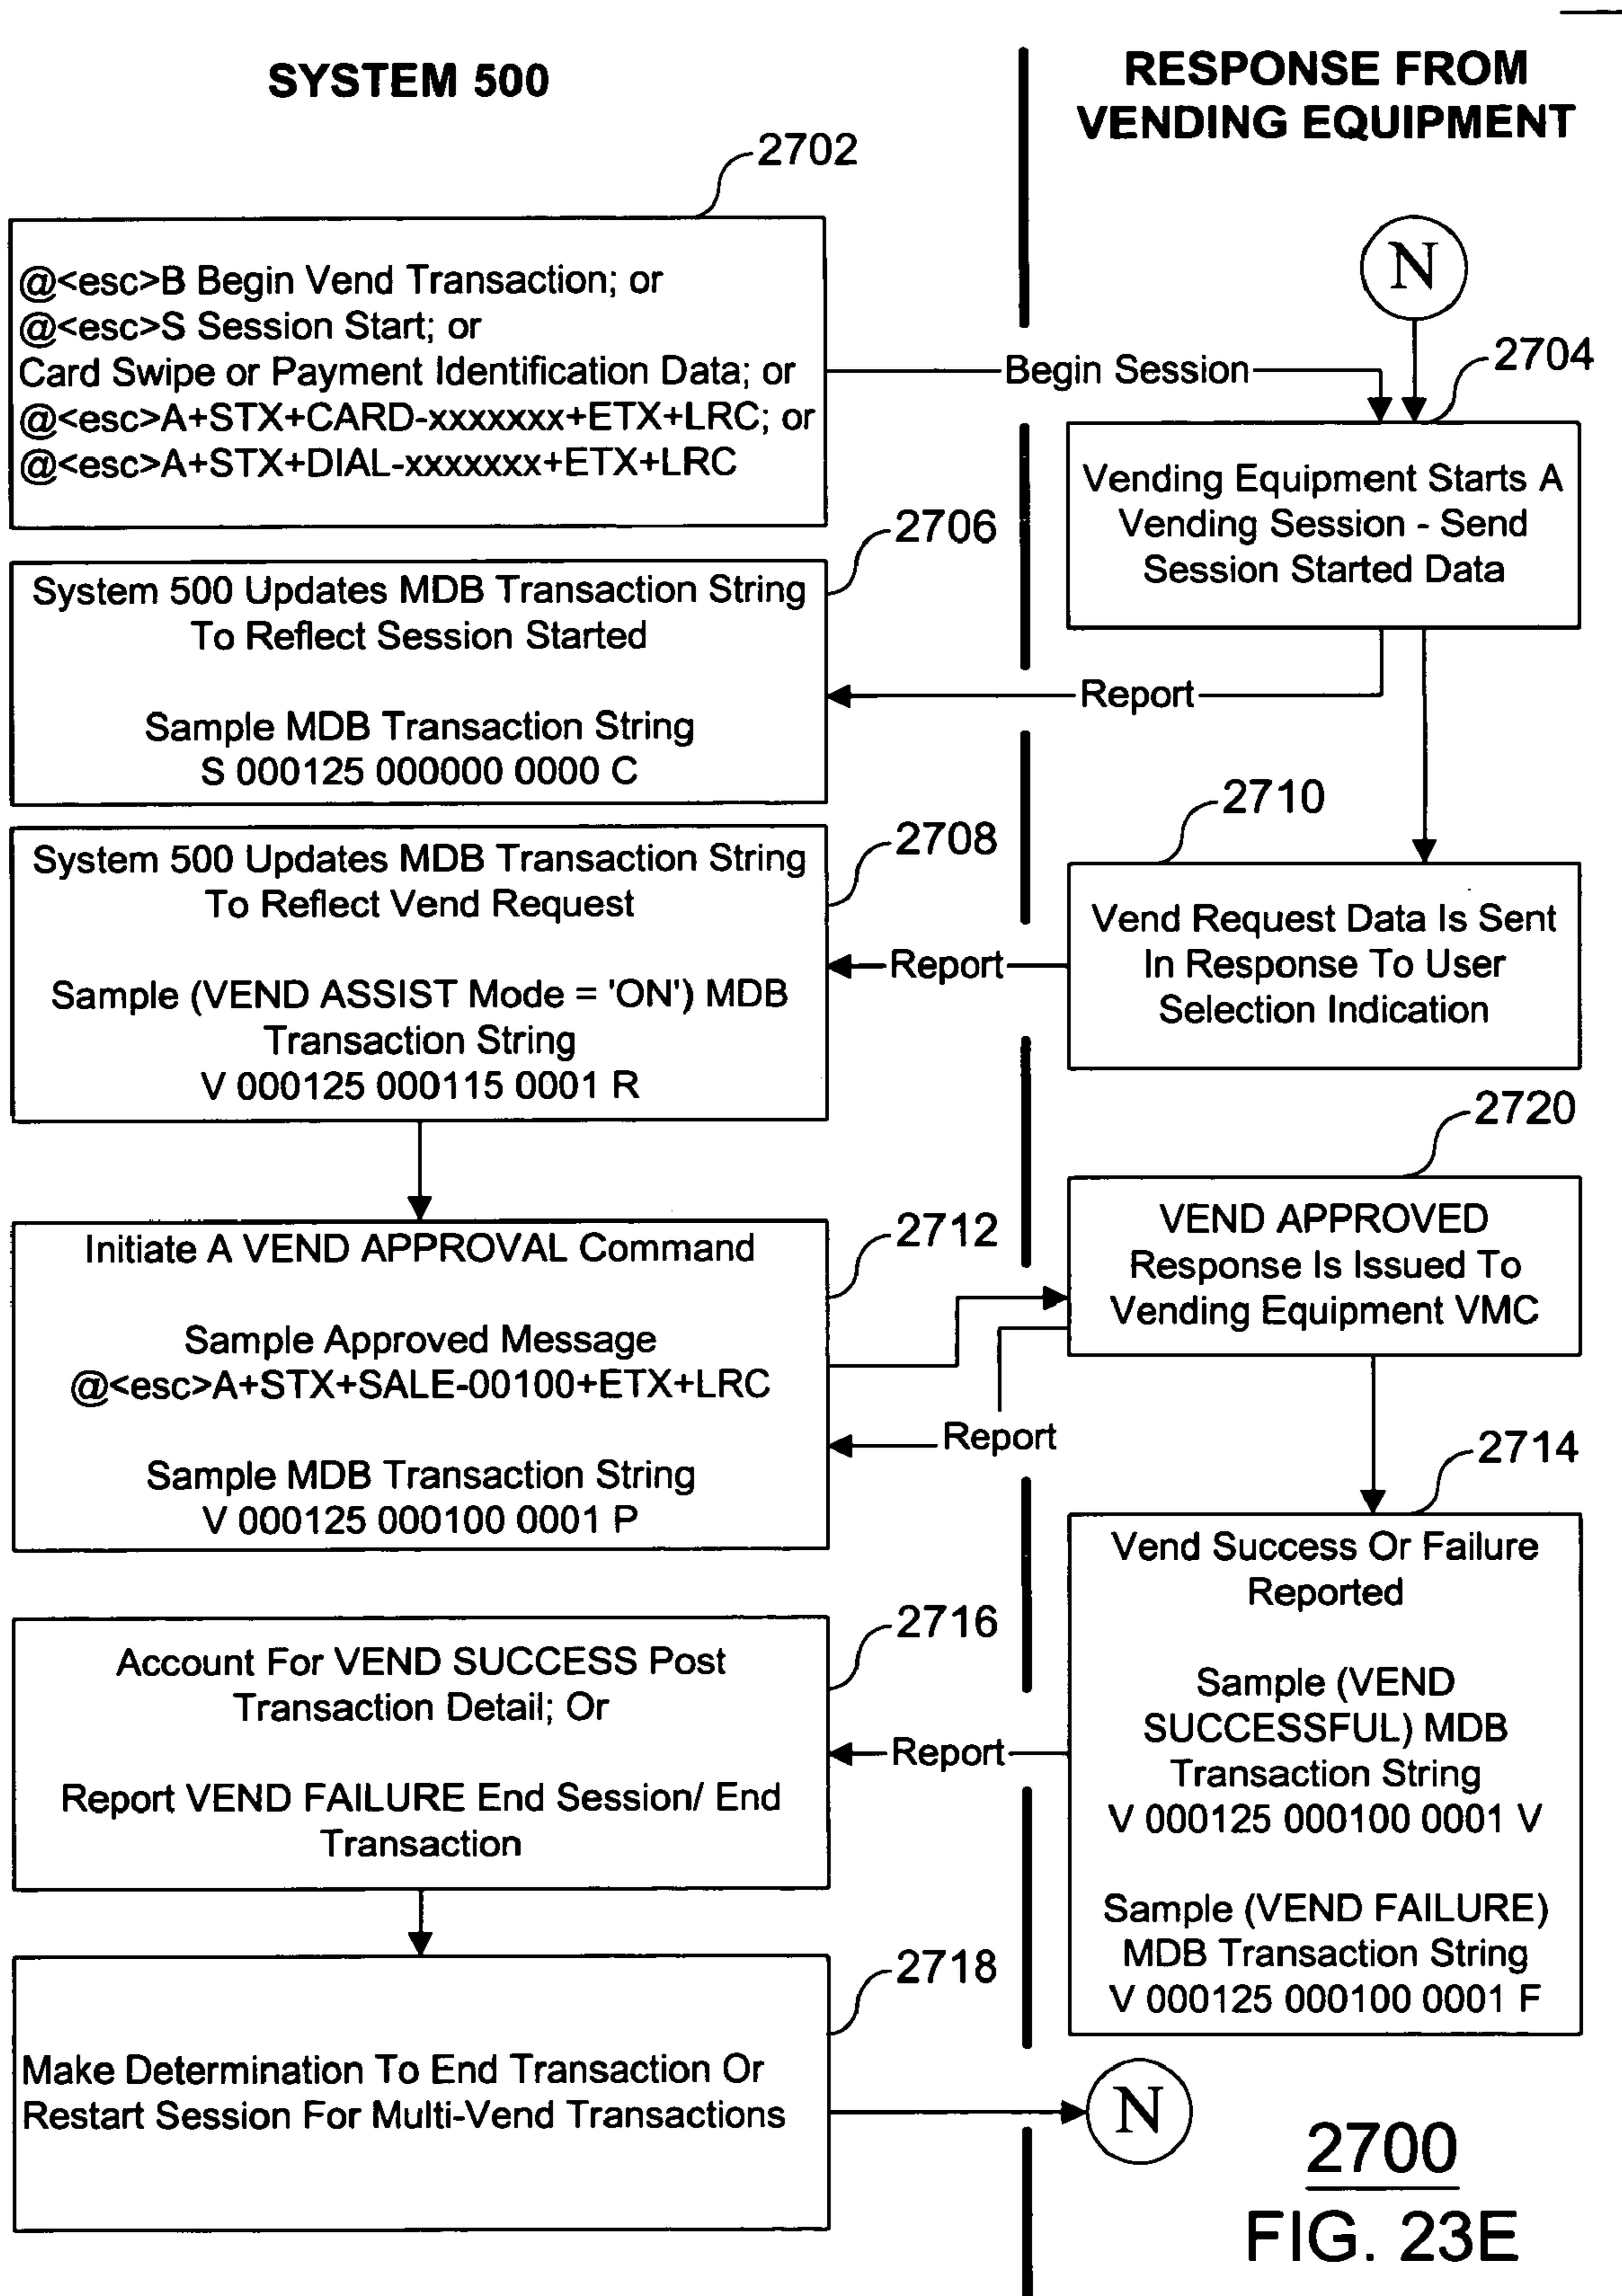 SYSTEM 500
RESPONSE FROM
VENDING EQUIPMENT
2702
@<esc>B Begin Vend Transaction; or
@<esc>S Session Start; or
Card Swipe or Payment Identification Data; or
@<esc>A+STX+CARD-xxxxxxx+ETX+LRC; or
@<esc>A+STX+DIAL-xxxxxxx+ETX+LRC
Begin Session
N
2704
Vending Equipment Starts A
Vending Session - Send
Session Started Data
2706
System 500 Updates MDB Transaction String
To Reflect Session Started
Sample MDB Transaction String
S 000125 000000 0000 C
Report
2708
System 500 Updates MDB Transaction String
To Reflect Vend Request
Sample (VEND ASSIST Mode = 'ON') MDB
Transaction String
V 000125 000115 0001 R
Report
2710
Vend Request Data Is Sent
In Response To User
Selection Indication
2712
Initiate A VEND APPROVAL Command
Sample Approved Message
@<esc>A+STX+SALE-00100+ETX+LRC
Sample MDB Transaction String
V 000125 000100 0001 P
Report
2720
VEND APPROVED
Response Is Issued To
Vending Equipment VMC
2714
Vend Success Or Failure
Reported
Sample (VEND
SUCCESSFUL) MDB
Transaction String
V 000125 000100 0001 V
Sample (VEND FAILURE)
MDB Transaction String
V 000125 000100 0001 F
2716
Account For VEND SUCCESS Post
Transaction Detail; Or
Report VEND FAILURE End Session/ End
Transaction
Report
2718
Make Determination To End Transaction Or
Restart Session For Multi-Vend Transactions
N
2700
FIG. 23E